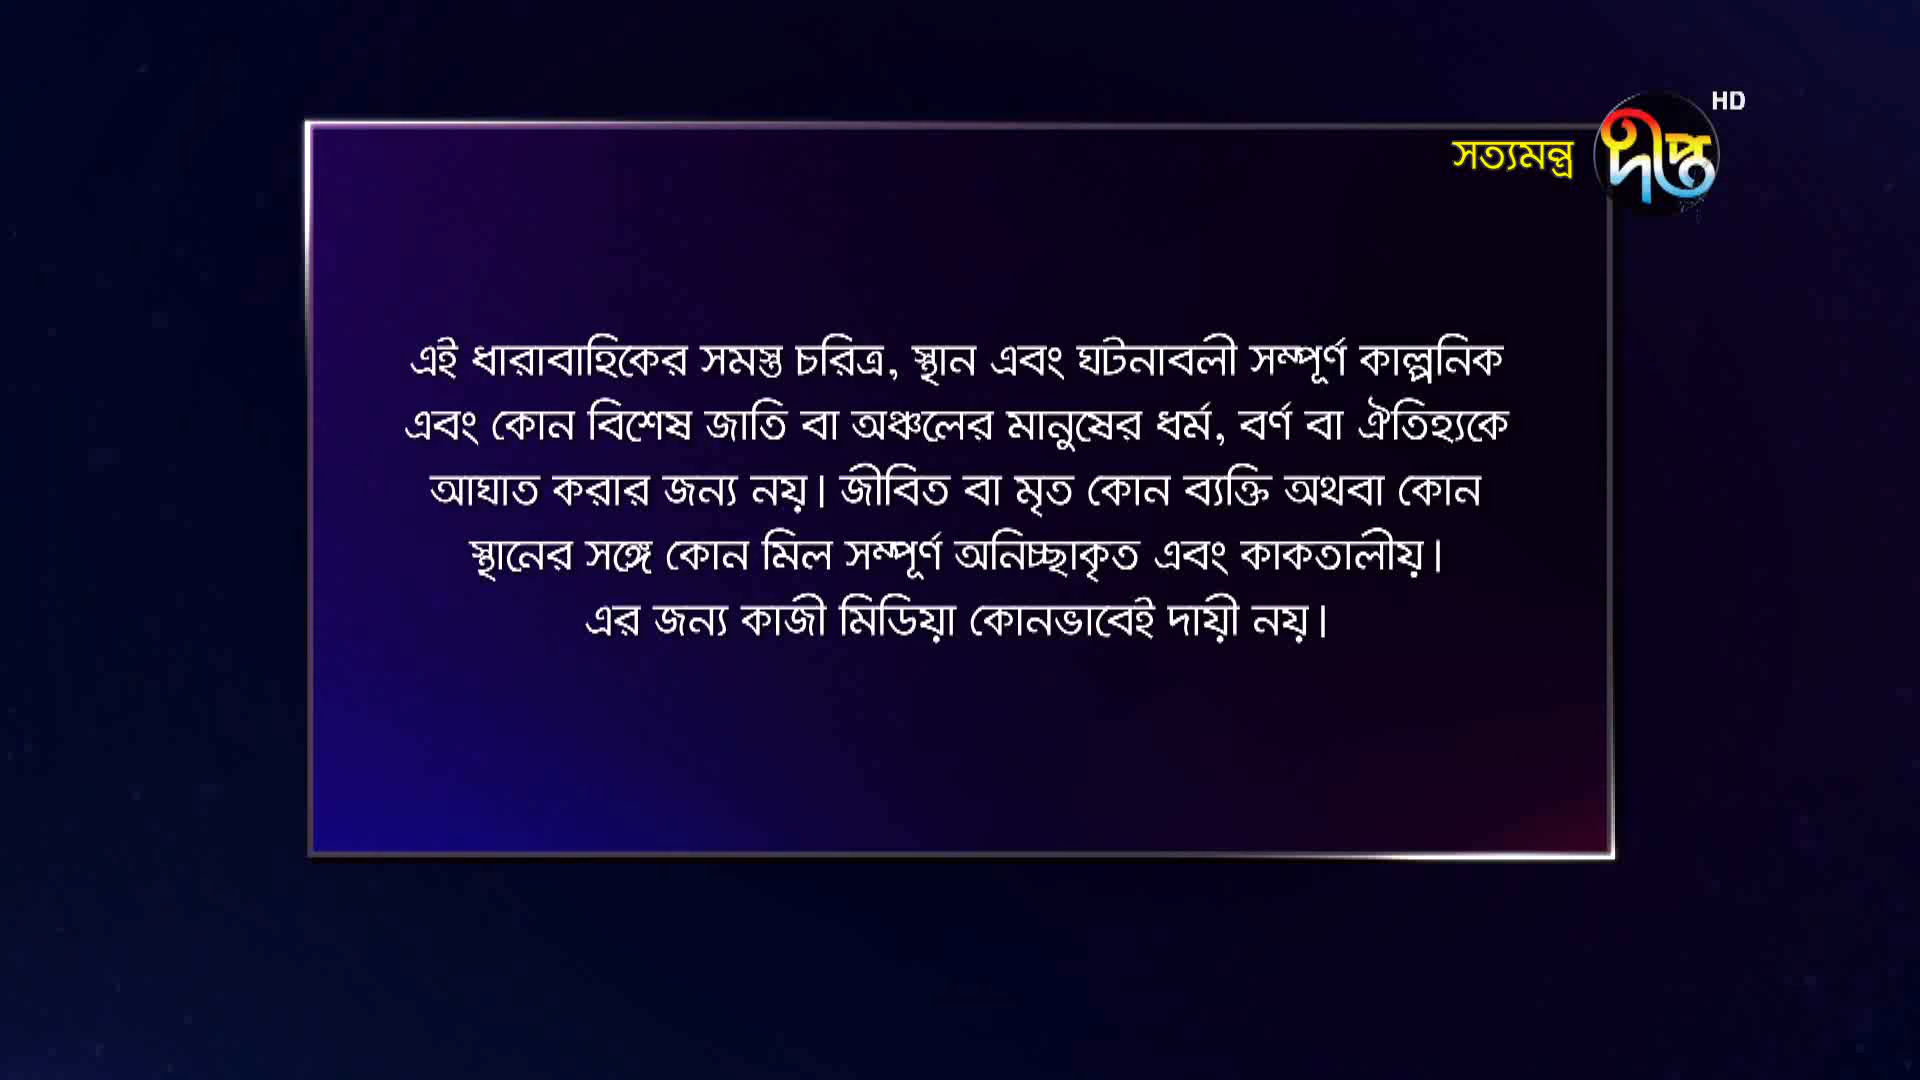 HD
সত্যমন্ত্র
দীপ্ত
এই ধারাবাহিকের সমস্ত চরিত্র, স্থান এবং ঘটনাবলী সম্পূর্ণ কাল্পনিক
এবং কোন বিশেষ জাতি বা অঞ্চলের মানুষের ধর্ম, বর্ণ বা ঐতিহ্যকে
আঘাত করার জন্য নয়। জীবিত বা মৃত কোন ব্যক্তি অথবা কোন
স্থানের সঙ্গে কোন মিল সম্পূর্ণ অনিচ্ছাকৃত এবং কাকতালীয়।
এর জন্য কাজী মিডিয়া কোনভাবেই দায়ী নয়।